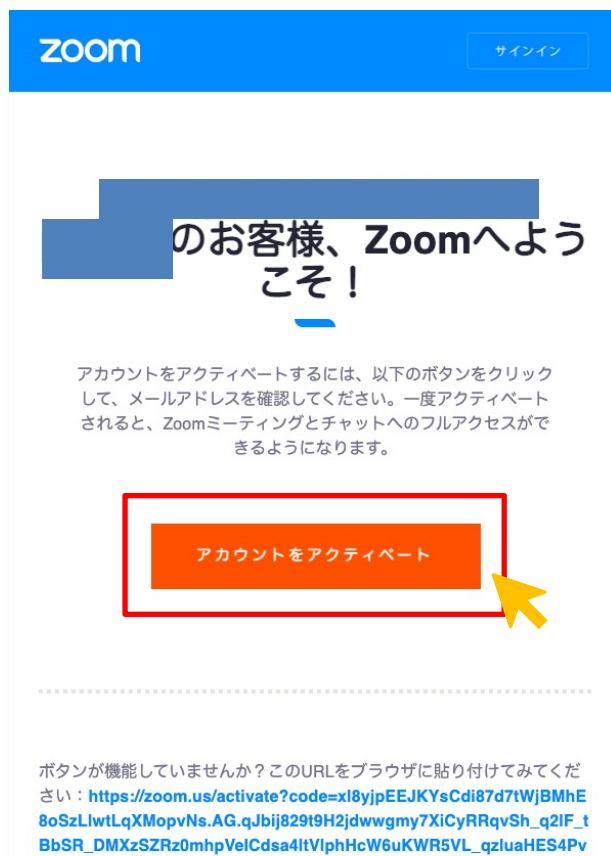 zoom
サインイン
のお客様、Zoomへよう
こそ！
アカウントをアクティベートするには、以下のボタンをクリック
して、メールアドレスを確認してください。一度アクティベート
されると、Zoomミーティングとチャットへのフルアクセスがで
きるようになります。
アカウントをアクティベート
ボタンが機能していませんか？このURLをブラウザに貼り付けてみてくだ
さい：https://zoom.us/activate?code=xl8yjpEEJKYsCdi87d7tWjBMhE
8oSzLlwtLqXMopvNs.AG.qJbij829t9H2jdwwgmy7XiCyRRqvSh_q2lF_t
BbSR_DMXzSZRz0mhpVelCdsa4ltVlphHcW6uKWR5VL_qzluaHES4Pv